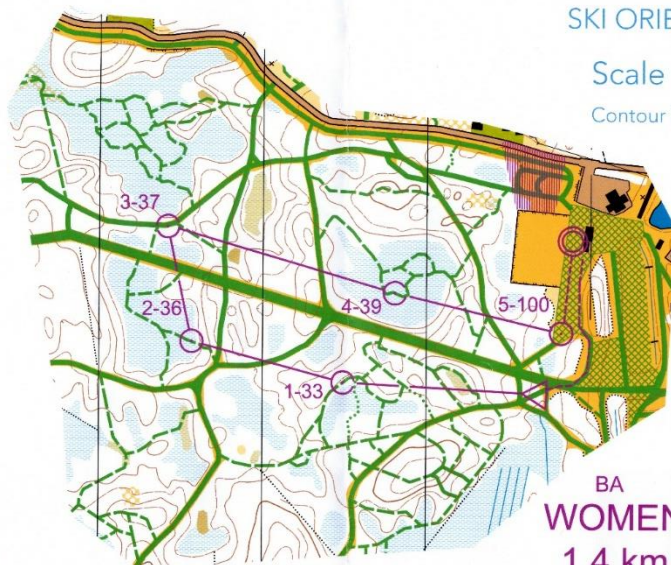 SKI ORIE
Scale
Contour
3-37
2-36
4-39
5-100
1-33
BA
WOMEN
1.4 km